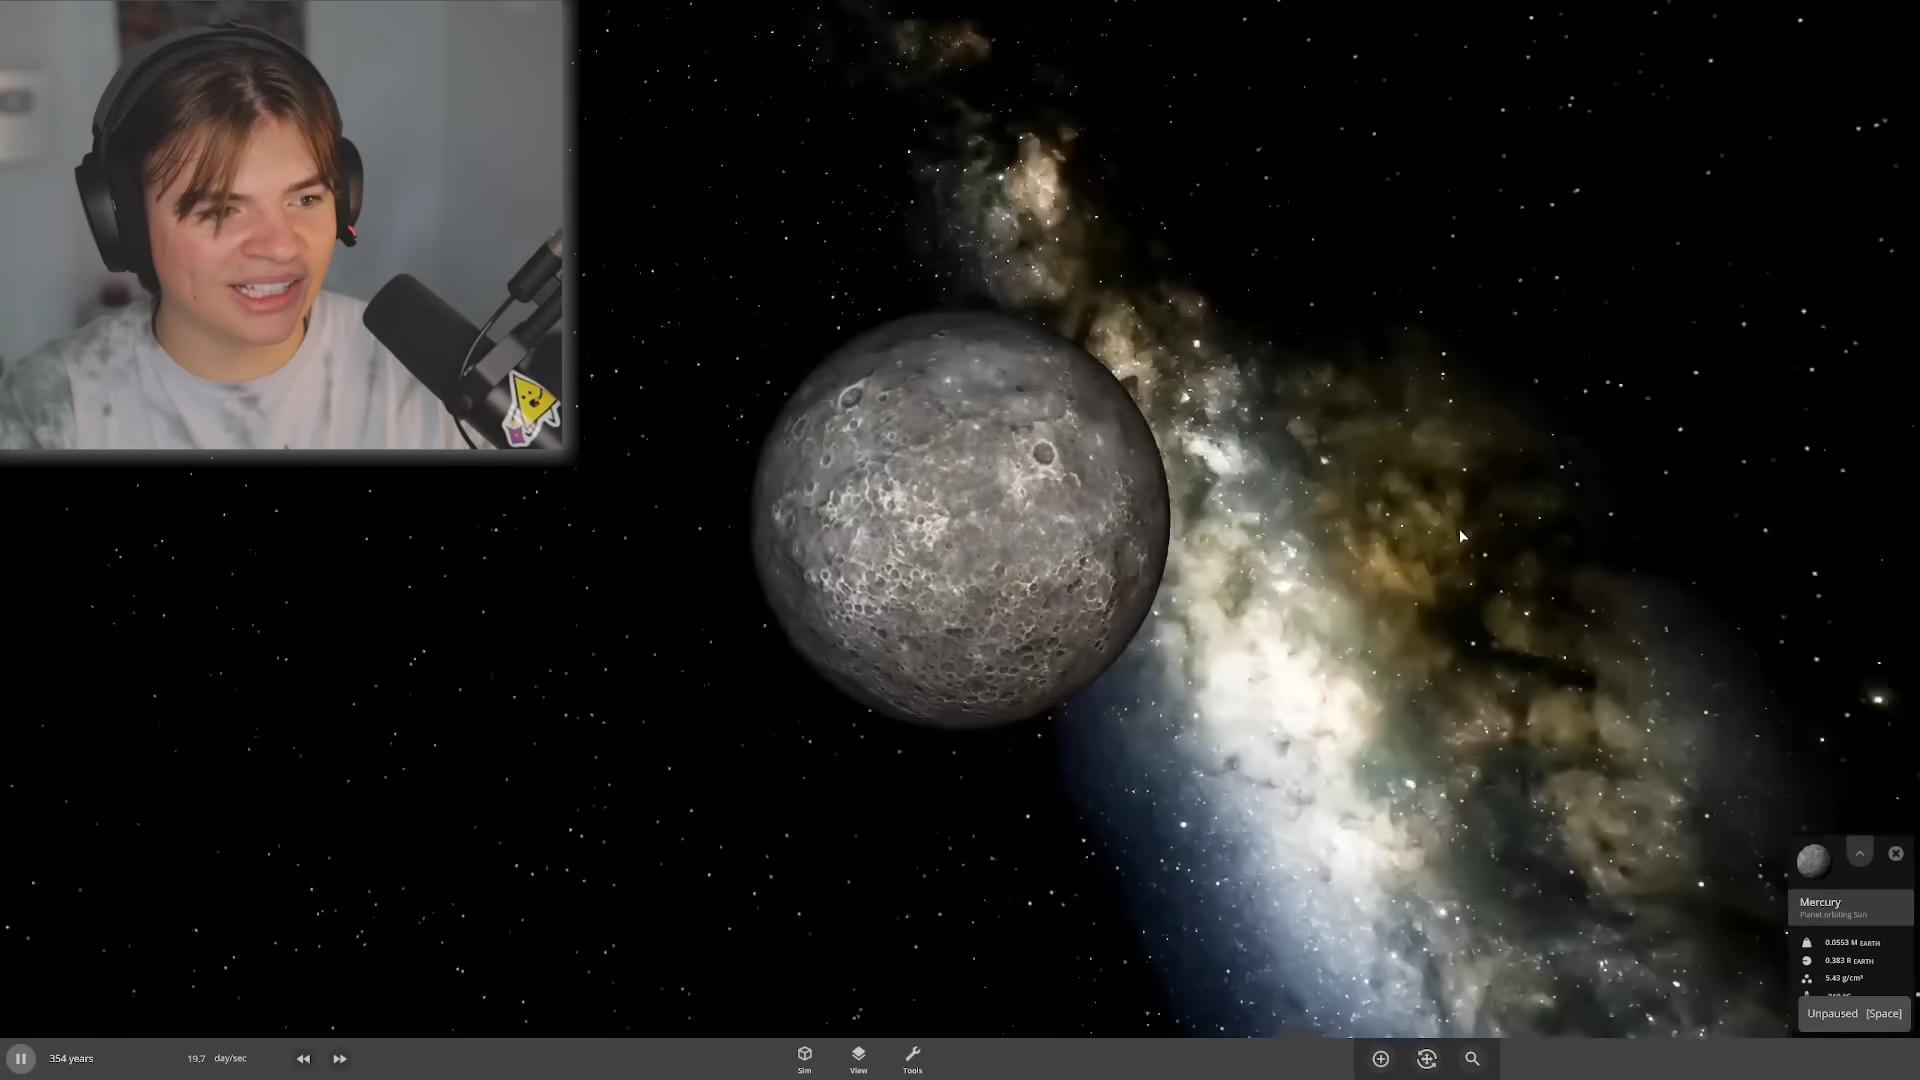 Mercury
Planet orbiting Sun
0.0553 M EARTH
0.383 R EARTH
5.43 g/cm³
Unpaused [Space]
354 years
19,7 day/sec
Sim
View
Tools